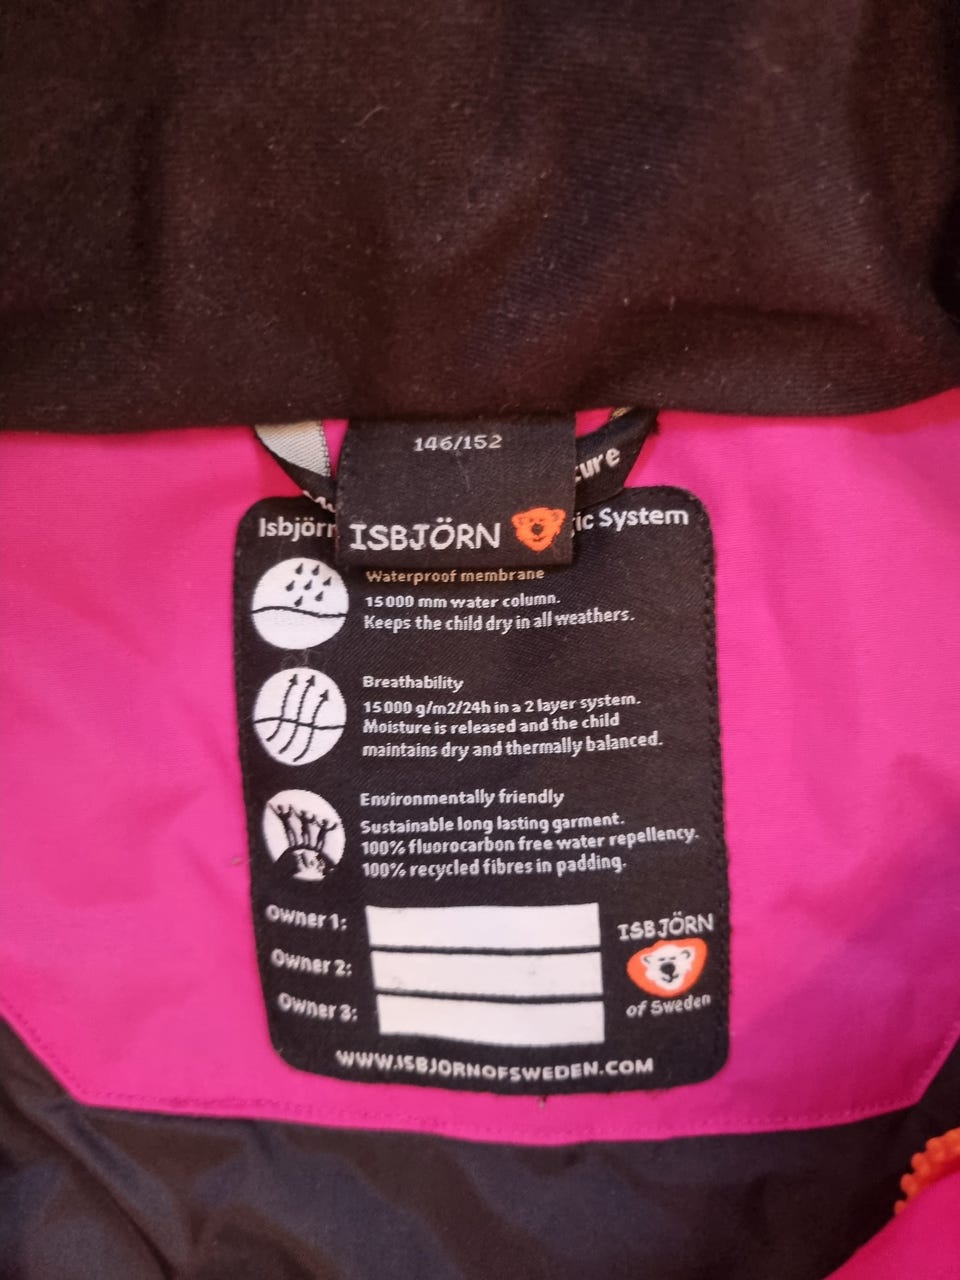 146/152
ISBJÖRN
Isbjörn
System
Waterproof membrane
15 000 mm water column.
Keeps the child dry in all weathers.
Breathability
15 000 g/m2/24h in a 2 layer system.
Moisture is released and the child
maintains dry and thermally balanced.
Environmentally friendly
Sustainable long lasting garment.
100% fluorocarbon free water repellency.
100% recycled fibres in padding.
Owner 1:
Owner 2:
Owner 3:
ISBJÖRN
of Sweden
WWW.ISBJORNOFSWEDEN.COM